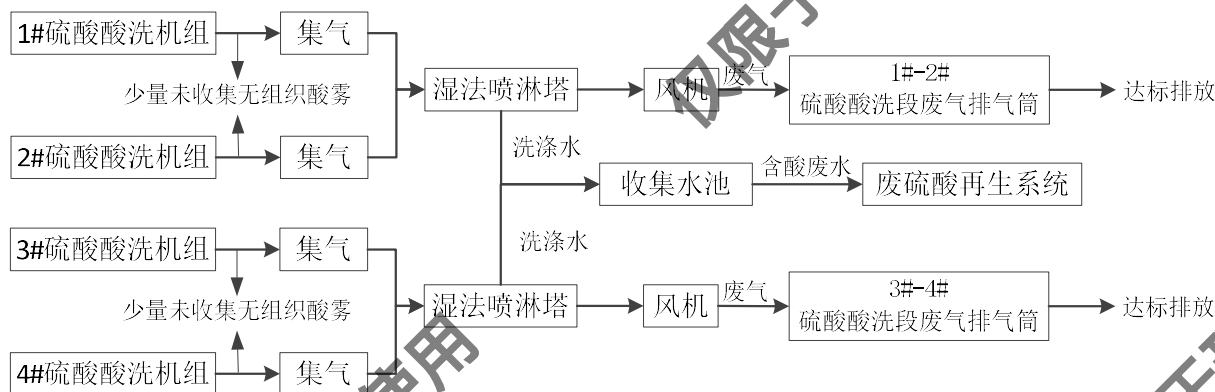 1#硫酸酸洗机组
集气
少量未收集无组织酸雾
2#硫酸酸洗机组
集气
湿法喷淋塔
风机
废气
1#-2#
硫酸酸洗段废气排气筒
达标排放
洗涤水
收集水池
含酸废水
废硫酸再生系统
洗涤水
3#硫酸酸洗机组
集气
少量未收集无组织酸雾
4#硫酸酸洗机组
集气
湿法喷淋塔
风机
废气
3#-4#
硫酸酸洗段废气排气筒
达标排放
仅限于
使用